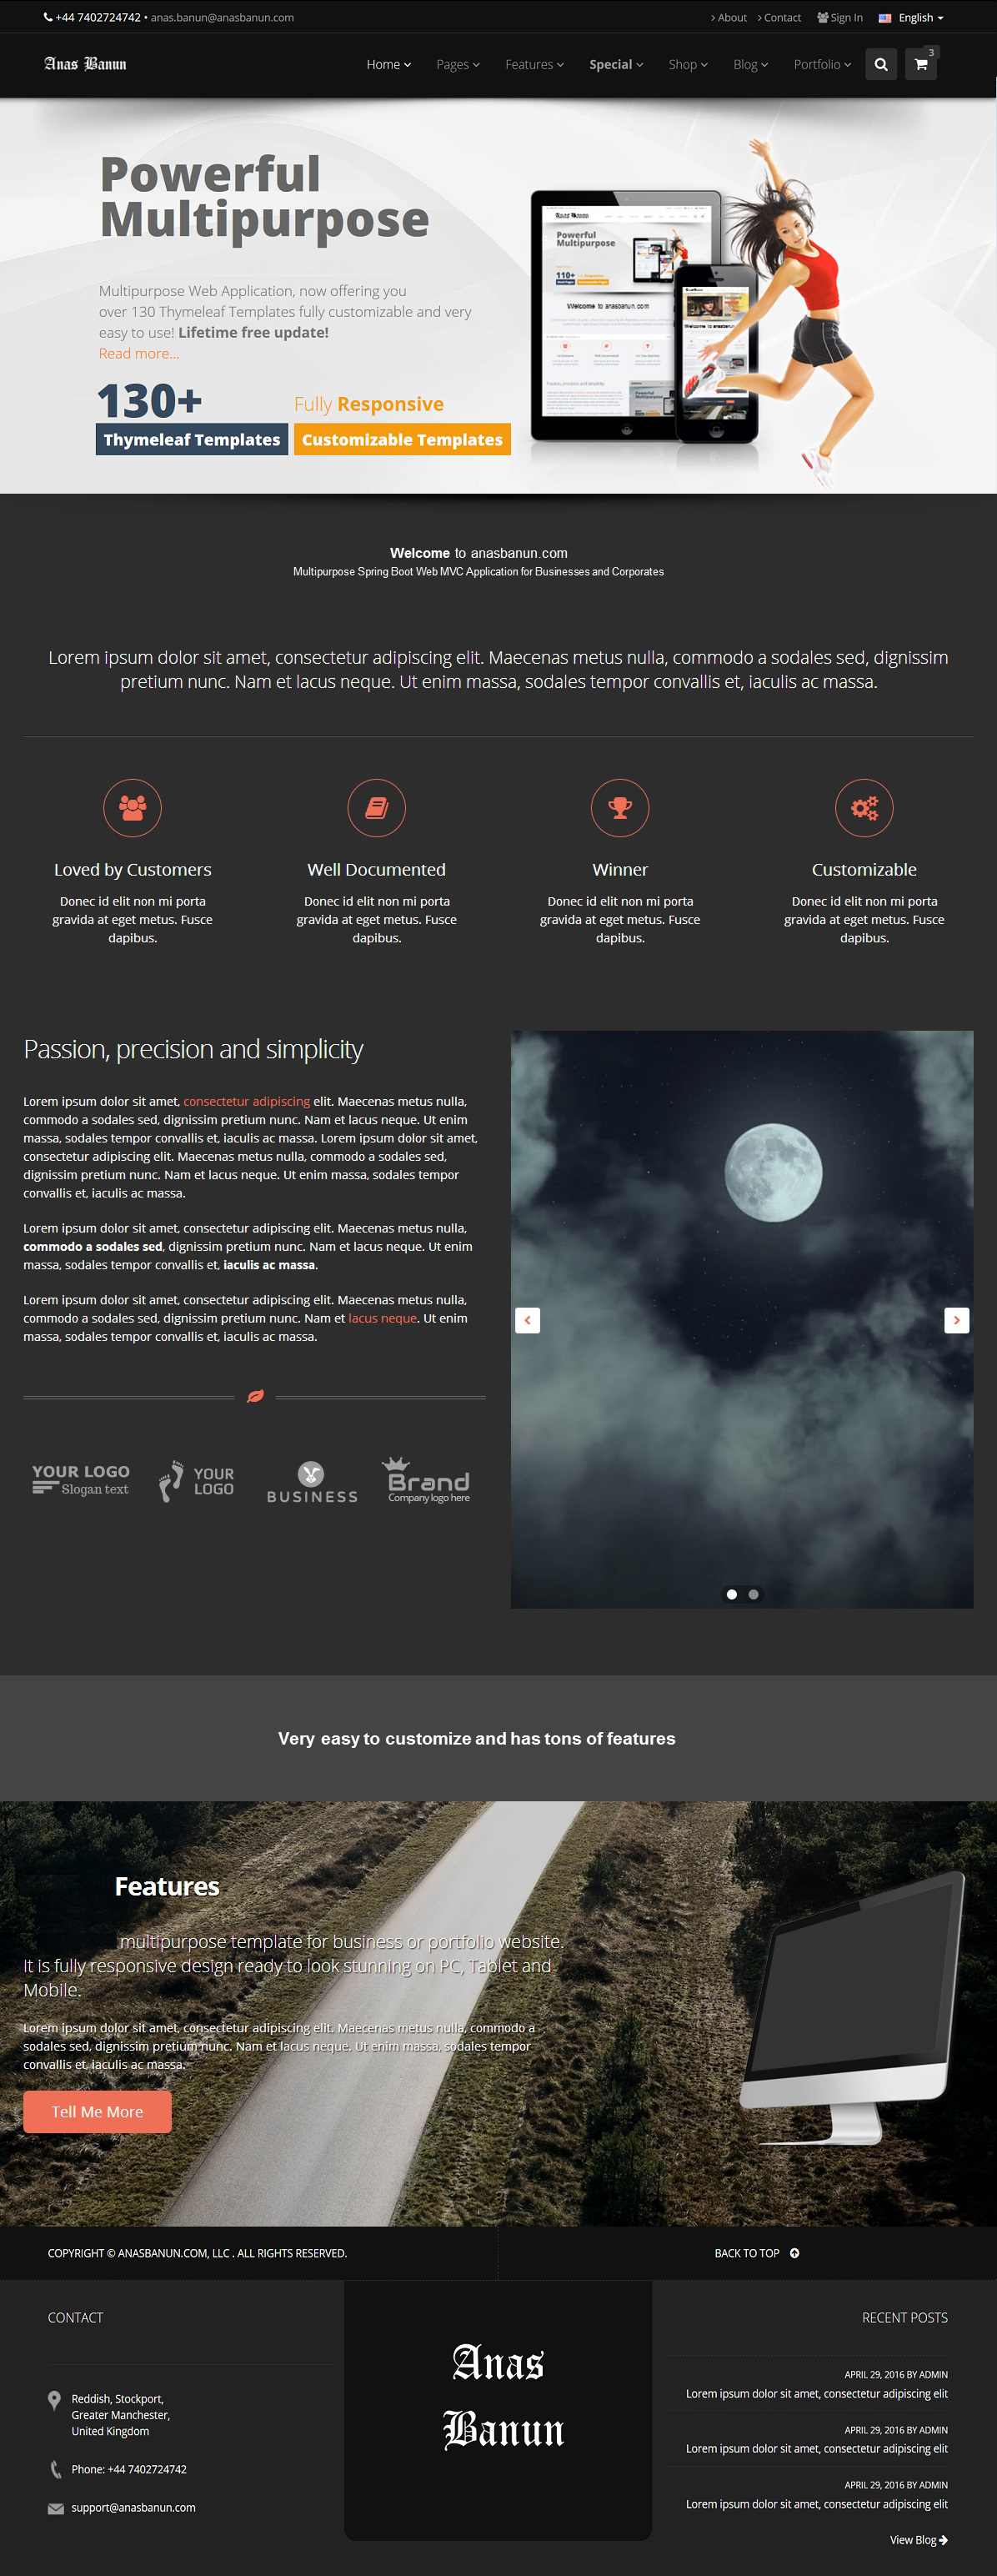 +44 7402724742 • anas.banun@anasbanun.com
About Contact Sign In English
Anas Banun
Home Pages Features Special Shop Blog Portfolio 3
Powerful
Multipurpose
Multipurpose Web Application, now offering you
over 130 Thymeleaf Templates fully customizable and very
easy to use! Lifetime free update!
Read more...
130+
Thymeleaf Templates
Fully Responsive
Customizable Templates
Powerful
Multipurpose
110+
Welcome to anasbanun.com
Welcome to anasbanun.com
Multipurpose Spring Boot Web MVC Application for Businesses and Corporates
Lorem ipsum dolor sit amet, consectetur adipiscing elit. Maecenas metus nulla, commodo a sodales sed, dignissim
pretium nunc. Nam et lacus neque. Ut enim massa, sodales tempor convallis et, iaculis ac massa.
Loved by Customers
Donec id elit non mi porta
gravida at eget metus. Fusce
dapibus.
Well Documented
Donec id elit non mi porta
gravida at eget metus. Fusce
dapibus.
Winner
Donec id elit non mi porta
gravida at eget metus. Fusce
dapibus.
Customizable
Donec id elit non mi porta
gravida at eget metus. Fusce
dapibus.
Passion, precision and simplicity
Lorem ipsum dolor sit amet, consectetur adipiscing elit. Maecenas metus nulla,
commodo a sodales sed, dignissim pretium nunc. Nam et lacus neque. Ut enim
massa, sodales tempor convallis et, iaculis ac massa. Lorem ipsum dolor sit amet,
consectetur adipiscing elit. Maecenas metus nulla, commodo a sodales sed,
dignissim pretium nunc. Nam et lacus neque. Ut enim massa, sodales tempor
convallis et, iaculis ac massa.
Lorem ipsum dolor sit amet, consectetur adipiscing elit. Maecenas metus nulla,
commodo a sodales sed, dignissim pretium nunc. Nam et lacus neque. Ut enim
massa, sodales tempor convallis et, iaculis ac massa.
Lorem ipsum dolor sit amet, consectetur adipiscing elit. Maecenas metus nulla,
commodo a sodales sed, dignissim pretium nunc. Nam et lacus neque. Ut enim
massa, sodales tempor convallis et, iaculis ac massa.
YOUR LOGO
Slogan text
YOUR
LOGO
BUSINESS
Brand
Company logo here
Very easy to customize and has tons of features
Features
multipurpose template for business or portfolio website.
It is fully responsive design ready to look stunning on PC, Tablet and
Mobile.
Lorem ipsum dolor sit amet, consectetur adipiscing elit. Maecenas metus nulla, commodo a
sodales sed, dignissim pretium nunc. Nam et lacus neque. Ut enim massa, sodales tempor
convallis et, iaculis ac massa.
Tell Me More
COPYRIGHT © ANASBANUN.COM, LLC . ALL RIGHTS RESERVED.
BACK TO TOP
CONTACT
Reddish, Stockport,
Greater Manchester,
United Kingdom
Phone: +44 7402724742
support@anasbanun.com
Anas
Banun
RECENT POSTS
APRIL 29, 2016 BY ADMIN
Lorem ipsum dolor sit amet, consectetur adipiscing elit
APRIL 29, 2016 BY ADMIN
Lorem ipsum dolor sit amet, consectetur adipiscing elit
APRIL 29, 2016 BY ADMIN
Lorem ipsum dolor sit amet, consectetur adipiscing elit
View Blog